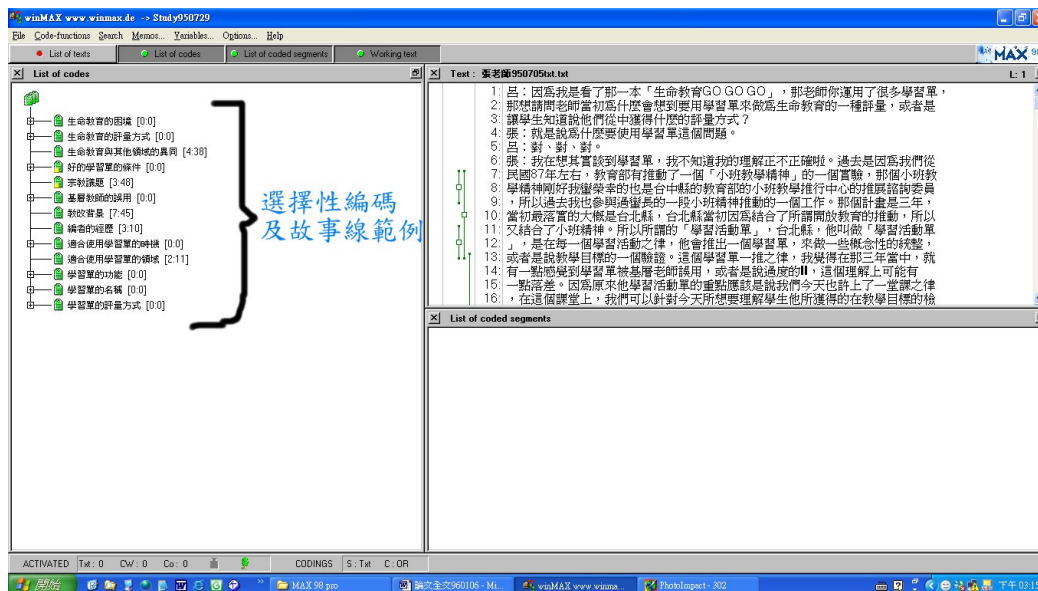 winMAX www.winmax.de -> Study950729
File Code-functions Search Memos... Variables... Options... Help
List of texts List of codes List of coded segments Working text MAX 98
List of codes
生命教育的困境 [0:0]
生命教育的評量方式 [0:0]
生命教育與其他領域的異同 [4:38]
好的學習單的條件 [0:0]
宗教議題 [3:48]
基層教師的誤用 [0:0]
教改背景 [7:45]
編者的經歷 [3:10]
適合使用學習單的時機 [0:0]
適合使用學習單的領域 [2:11]
學習單的功能 [0:0]
學習單的名稱 [0:0]
學習單的評量方式 [0:0]
選擇性編碼
及故事線範例
Text : 張老師950705txt.txt L: 1
1: 呂：因為我是看了那一本「生命教育GO GO GO」，那老師你運用了很多學習單，
2: 那想請問老師當初為什麼會想到要用學習單來做為生命教育的一種評量，或者是
3: 讓學生知道說他們從中獲得什麼的評量方式？
4: 張：就是說為什麼要使用學習單這個問題。
5: 呂：對、對、對。
6: 張：我在想其實談到學習單，我不知道我的理解正不正確啦。過去是因為我們從
7: 民國87年左右，教育部有推動了一個「小班教學精神」的一個實驗，那個小班教
8: 學精神剛好我蠻榮幸的也是台中縣的教育部的小班教學推行中心的推展諮詢委員
9: ，所以過去我也參與過蠻長的一段小班精神推動的一個工作。那個計畫是三年，
10: 當初最落實的大概是台北縣，台北縣當初因為結合了所謂開放教育的推動，所以
11: 又結合了小班精神。所以所謂的「學習活動單」，台北縣，他叫做「學習活動單
12: 」，是在每一個學習活動之律，他會推出一個學習單，來做一些概念性的統整，
13: 或者是說教學目標的一個驗證。這個學習單一推之律，我覺得在那三年當中，就
14: 有一點感覺到學習單被基層老師誤用，或者是說過度的，這個理解上可能有
15: 一點落差。因為原來他學習活動單的重點應該是說我們今天也許上了一堂課之律
16: ，在這個課堂上，我們可以針對今天所想要理解學生他所獲得的在教學目標的檢
List of coded segments
ACTIVATED Txt: 0 CW: 0 Co: 0 CODINGS S : Txt C : OR
開始 MAX 98 pro 論文全文960106 - Mi... winMAX www.winma... PhotoImpact - 302 下午 03:15